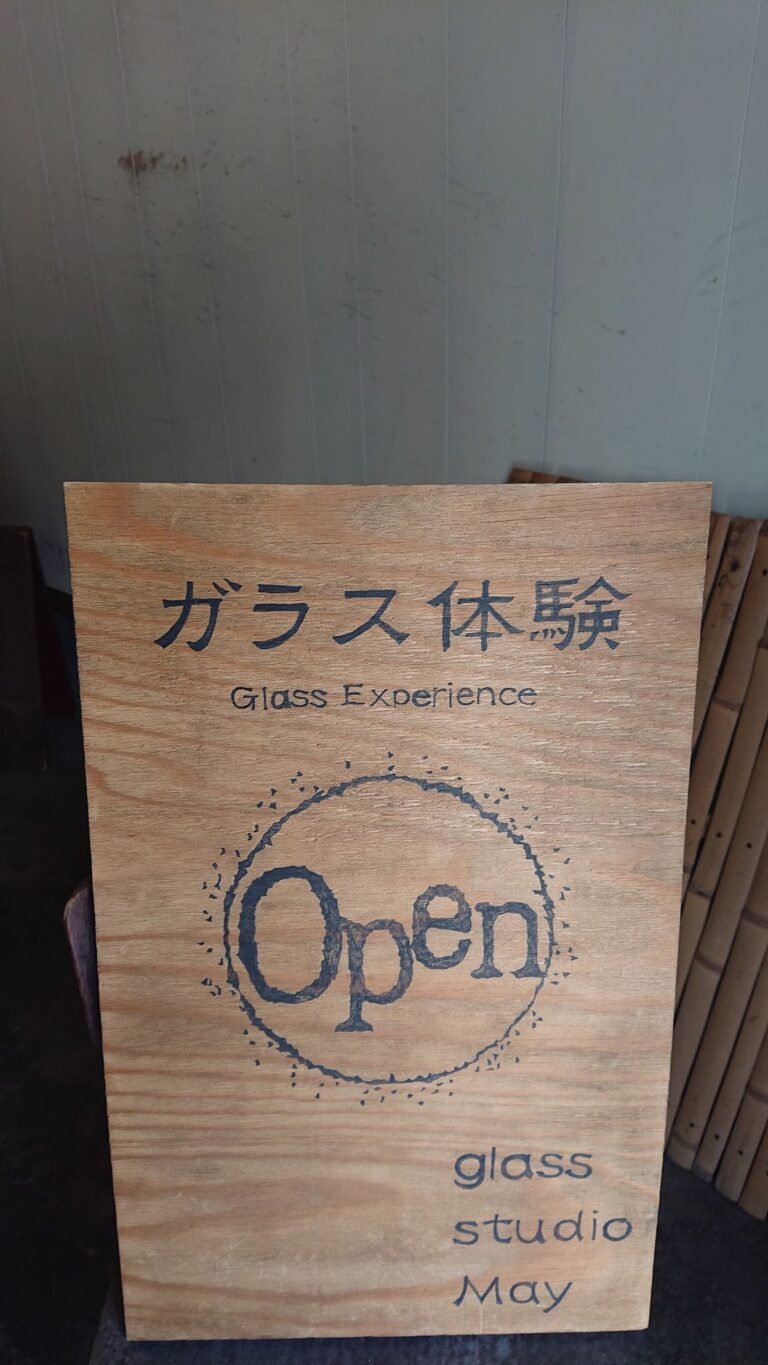 ガラス体験
Glass Experience
Open
glass
studio
May